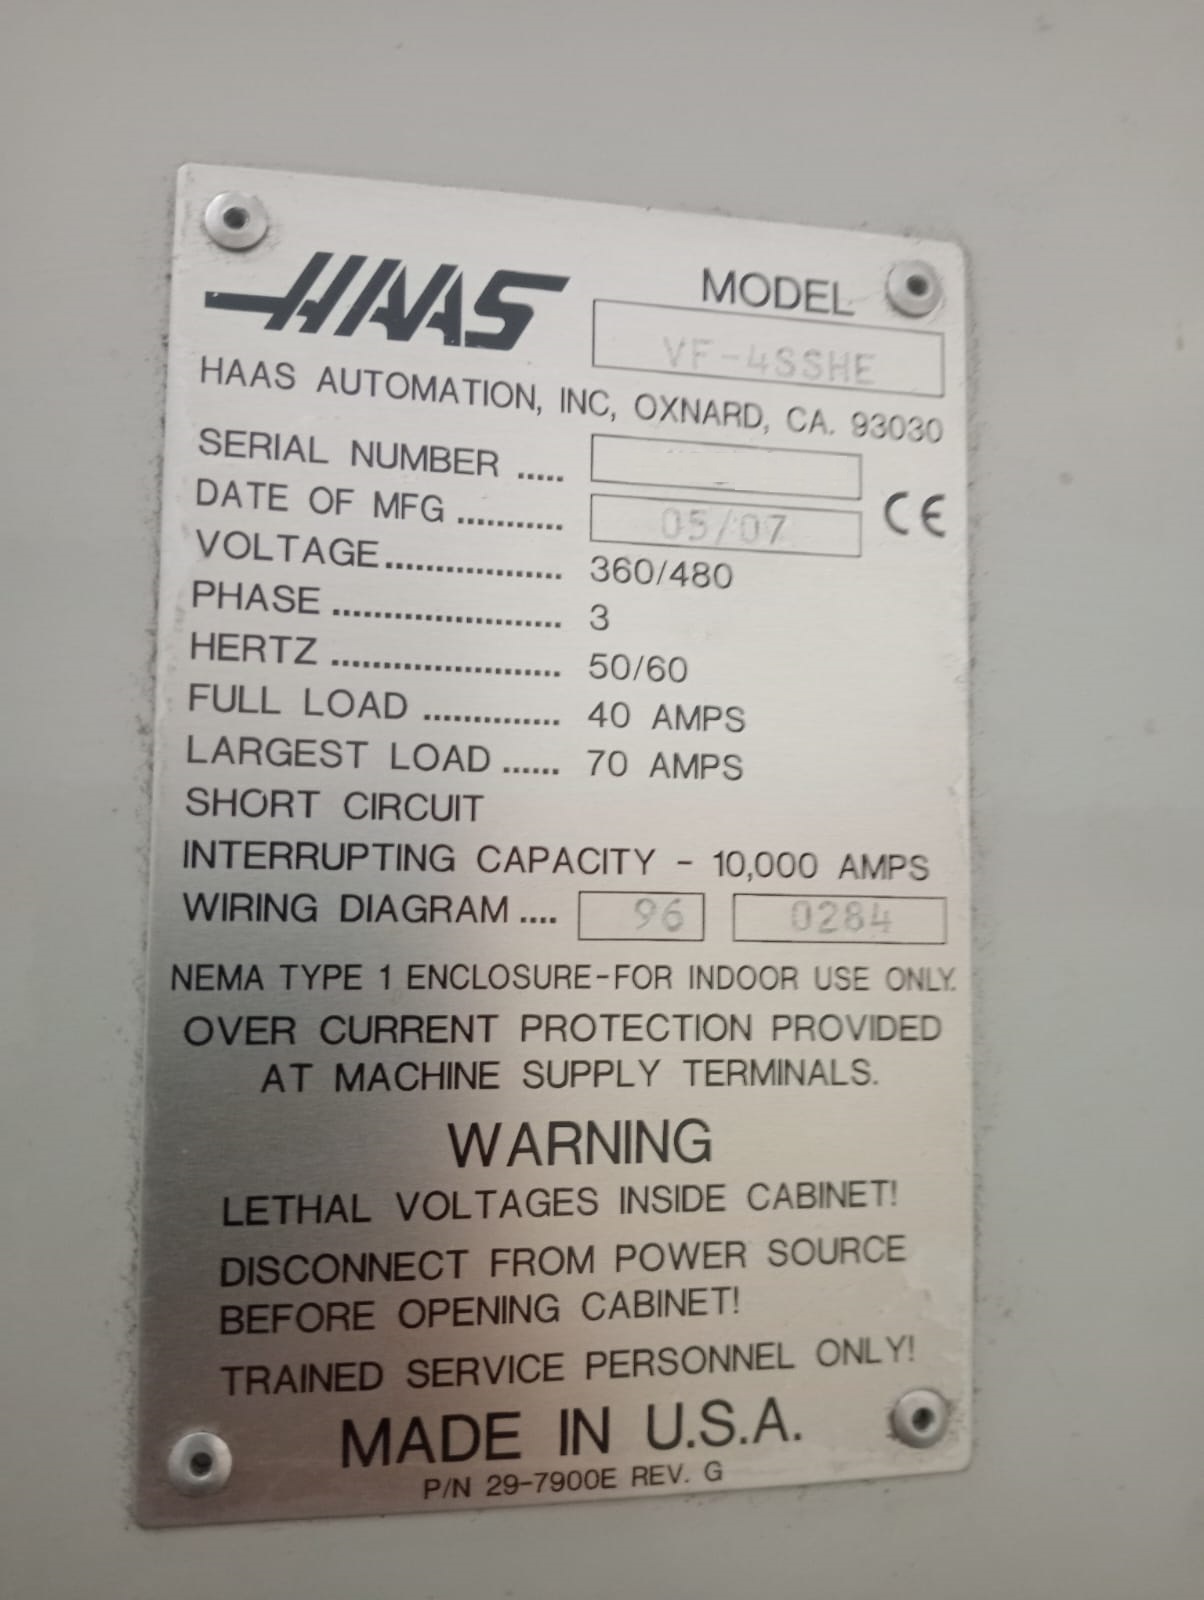 HAAS
MODEL
VF-4SSHE
HAAS AUTOMATION, INC, OXNARD, CA. 93030
SERIAL NUMBER .....
DATE OF MFG ........... 05/07
CE
VOLTAGE.................. 360/480
PHASE ....................... 3
HERTZ ....................... 50/60
FULL LOAD .............. 40 AMPS
LARGEST LOAD ...... 70 AMPS
SHORT CIRCUIT
INTERRUPTING CAPACITY - 10,000 AMPS
WIRING DIAGRAM .... 96 0284
NEMA TYPE 1 ENCLOSURE-FOR INDOOR USE ONLY.
OVER CURRENT PROTECTION PROVIDED
AT MACHINE SUPPLY TERMINALS.
WARNING
LETHAL VOLTAGES INSIDE CABINET!
DISCONNECT FROM POWER SOURCE
BEFORE OPENING CABINET!
TRAINED SERVICE PERSONNEL ONLY!
MADE IN U.S.A.
P/N 29-7900E REV. G